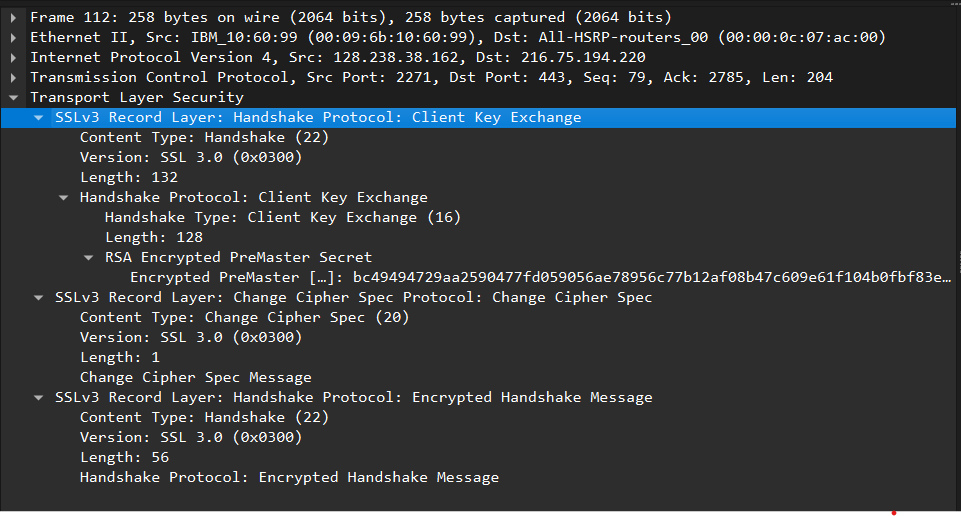 Frame 112: 258 bytes on wire (2064 bits), 258 bytes captured (2064 bits)
Ethernet II, Src: IBM_10:60:99 (00:09:6b:10:60:99), Dst: All-HSRP-routers_00 (00:00:0c:07:ac:00)
Internet Protocol Version 4, Src: 128.238.38.162, Dst: 216.75.194.220
Transmission Control Protocol, Src Port: 2271, Dst Port: 443, Seq: 79, Ack: 2785, Len: 204
Transport Layer Security
SSLv3 Record Layer: Handshake Protocol: Client Key Exchange
Content Type: Handshake (22)
Version: SSL 3.0 (0x0300)
Length: 132
Handshake Protocol: Client Key Exchange
Handshake Type: Client Key Exchange (16)
Length: 128
RSA Encrypted PreMaster Secret
Encrypted PreMaster […]: bc49494729aa2590477fd059056ae78956c77b12af08b47c609e61f104b0fbf83e…
SSLv3 Record Layer: Change Cipher Spec Protocol: Change Cipher Spec
Content Type: Change Cipher Spec (20)
Version: SSL 3.0 (0x0300)
Length: 1
Change Cipher Spec Message
SSLv3 Record Layer: Handshake Protocol: Encrypted Handshake Message
Content Type: Handshake (22)
Version: SSL 3.0 (0x0300)
Length: 56
Handshake Protocol: Encrypted Handshake Message